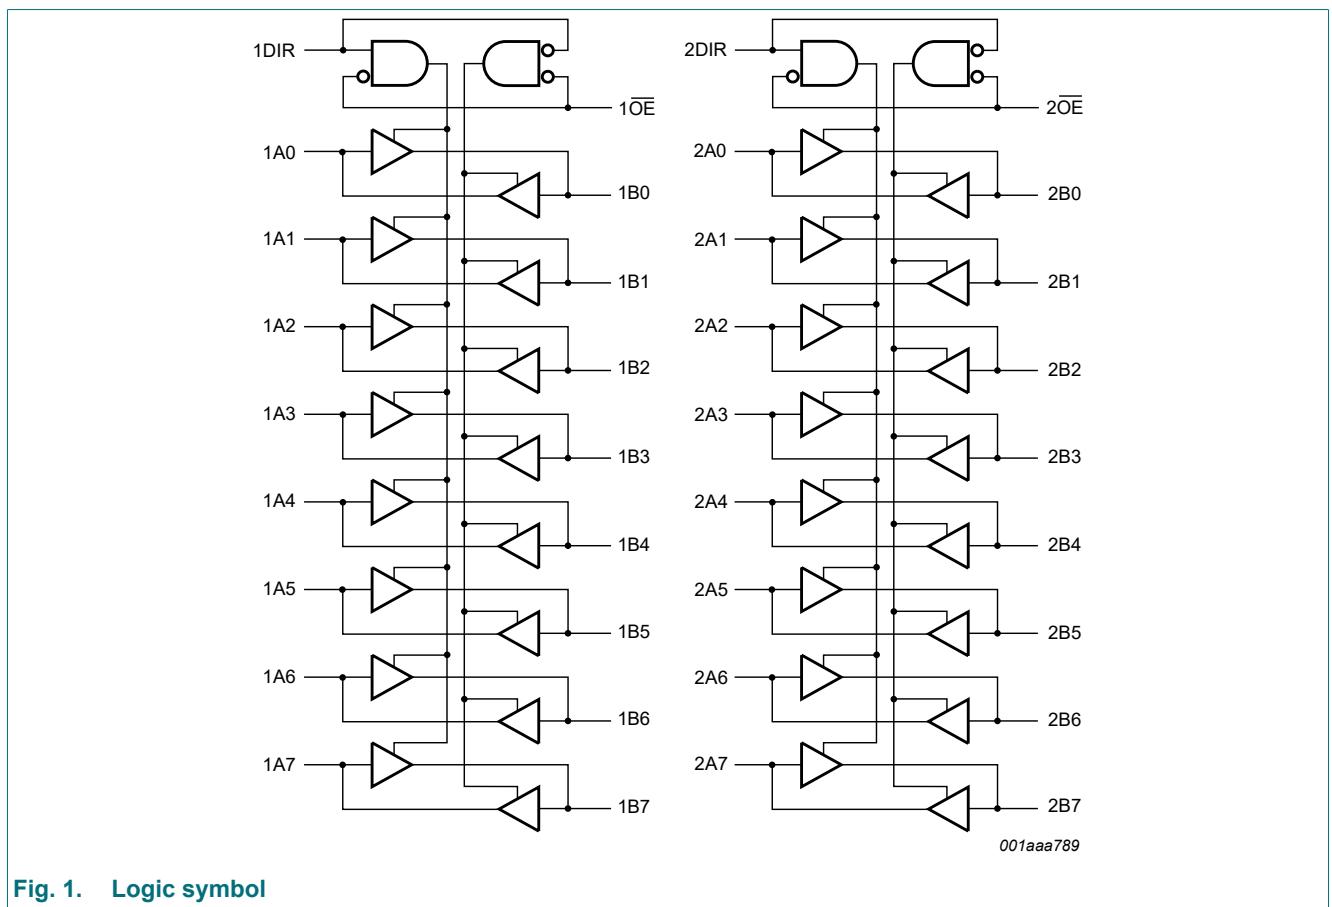 1DIR 2DIR
1O̅E̅ 2O̅E̅
1A0 2A0
1B0 2B0
1A1 2A1
1B1 2B1
1A2 2A2
1B2 2B2
1A3 2A3
1B3 2B3
1A4 2A4
1B4 2B4
1A5 2A5
1B5 2B5
1A6 2A6
1B6 2B6
1A7 2A7
1B7 2B7
001aaa789
Fig. 1. Logic symbol